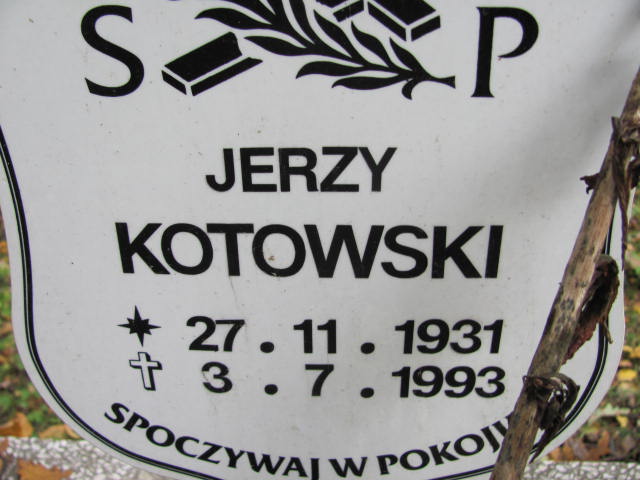 S P
JERZY
KOTOWSKI
27 . 11 . 1931
3 . 7 . 1993
SPOCZYWAJ W POKOJU